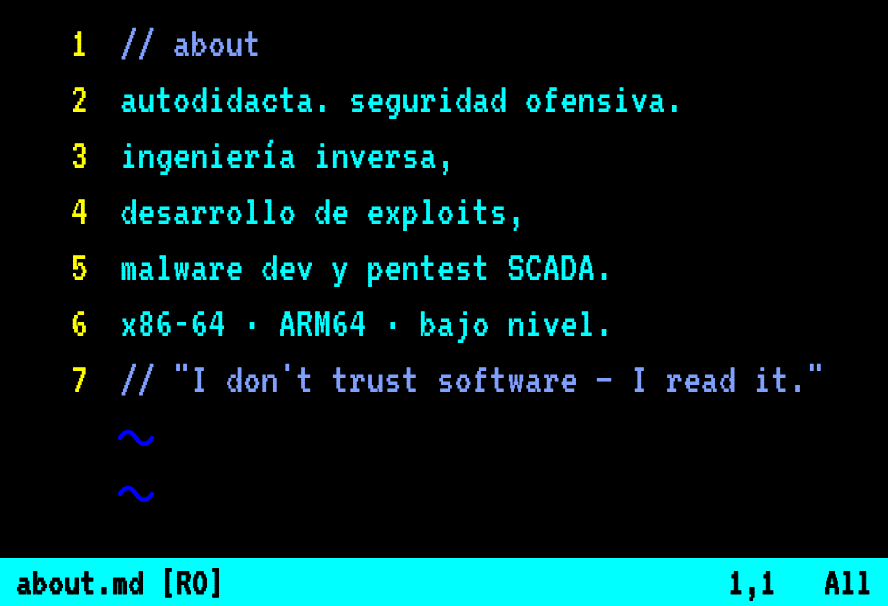 1 // about
2 autodidacta. seguridad ofensiva.
3 ingeniería inversa,
4 desarrollo de exploits,
5 malware dev y pentest SCADA.
6 x86-64 · ARM64 · bajo nivel.
7 // "I don't trust software — I read it."
~
~
about.md [RO] 1,1 All